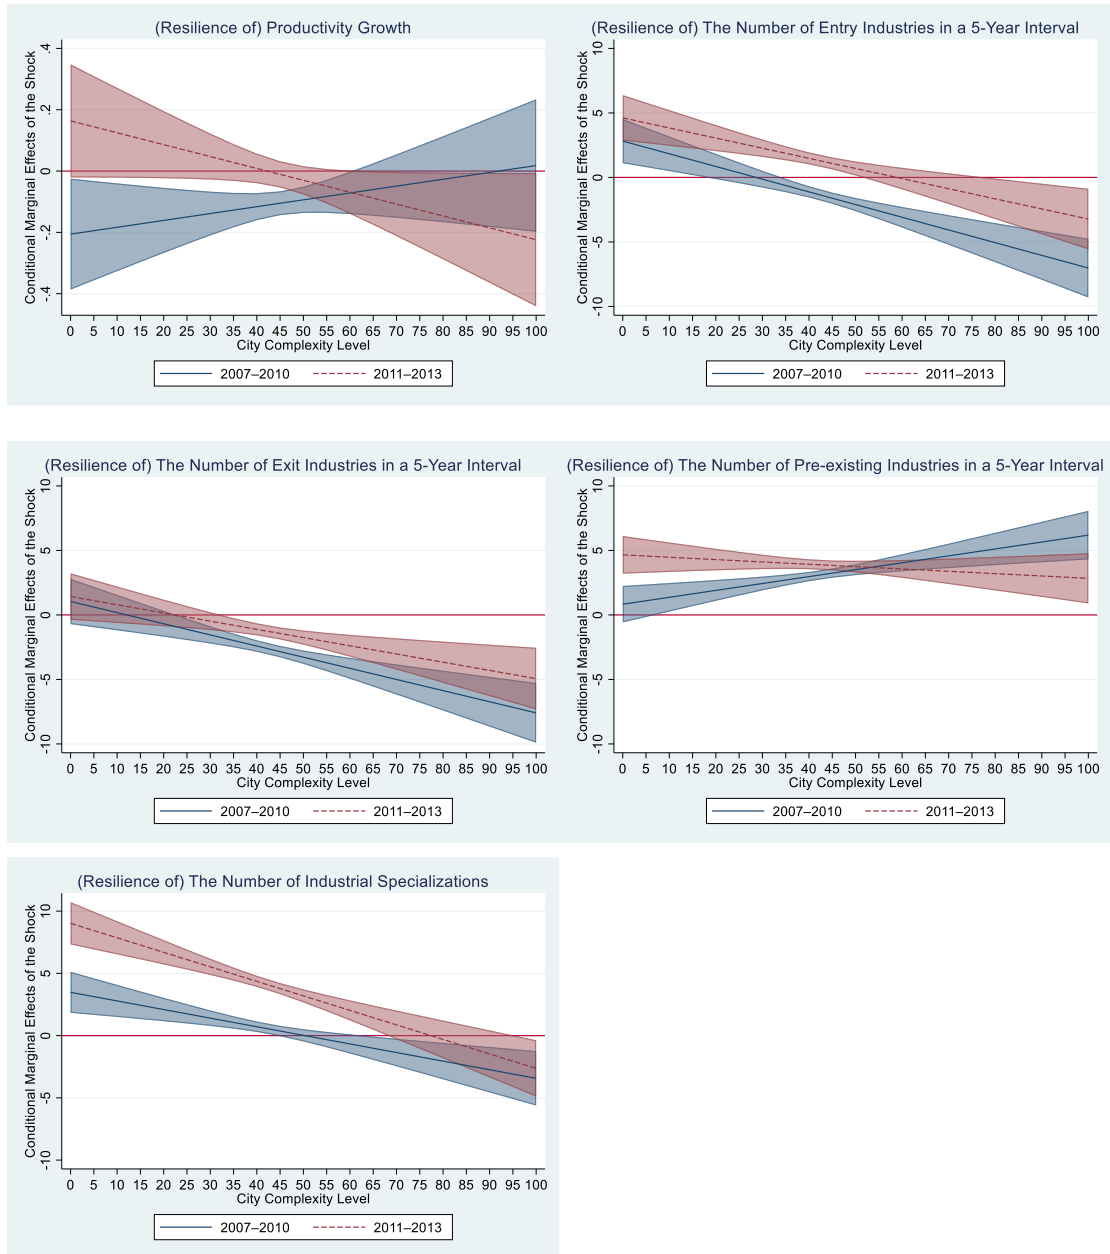 (Resilience of) Productivity Growth
Conditional Marginal Effects of the Shock
.4
.2
0
-.2
-.4
0 5 10 15 20 25 30 35 40 45 50 55 60 65 70 75 80 85 90 95 100
City Complexity Level
2007–2010 2011–2013
(Resilience of) The Number of Entry Industries in a 5-Year Interval
Conditional Marginal Effects of the Shock
10
5
0
-5
-10
0 5 10 15 20 25 30 35 40 45 50 55 60 65 70 75 80 85 90 95 100
City Complexity Level
2007–2010 2011–2013
(Resilience of) The Number of Exit Industries in a 5-Year Interval
Conditional Marginal Effects of the Shock
10
5
0
-5
-10
0 5 10 15 20 25 30 35 40 45 50 55 60 65 70 75 80 85 90 95 100
City Complexity Level
2007–2010 2011–2013
(Resilience of) The Number of Pre-existing Industries in a 5-Year Interval
Conditional Marginal Effects of the Shock
10
5
0
-5
-10
0 5 10 15 20 25 30 35 40 45 50 55 60 65 70 75 80 85 90 95 100
City Complexity Level
2007–2010 2011–2013
(Resilience of) The Number of Industrial Specializations
Conditional Marginal Effects of the Shock
10
5
0
-5
-10
0 5 10 15 20 25 30 35 40 45 50 55 60 65 70 75 80 85 90 95 100
City Complexity Level
2007–2010 2011–2013